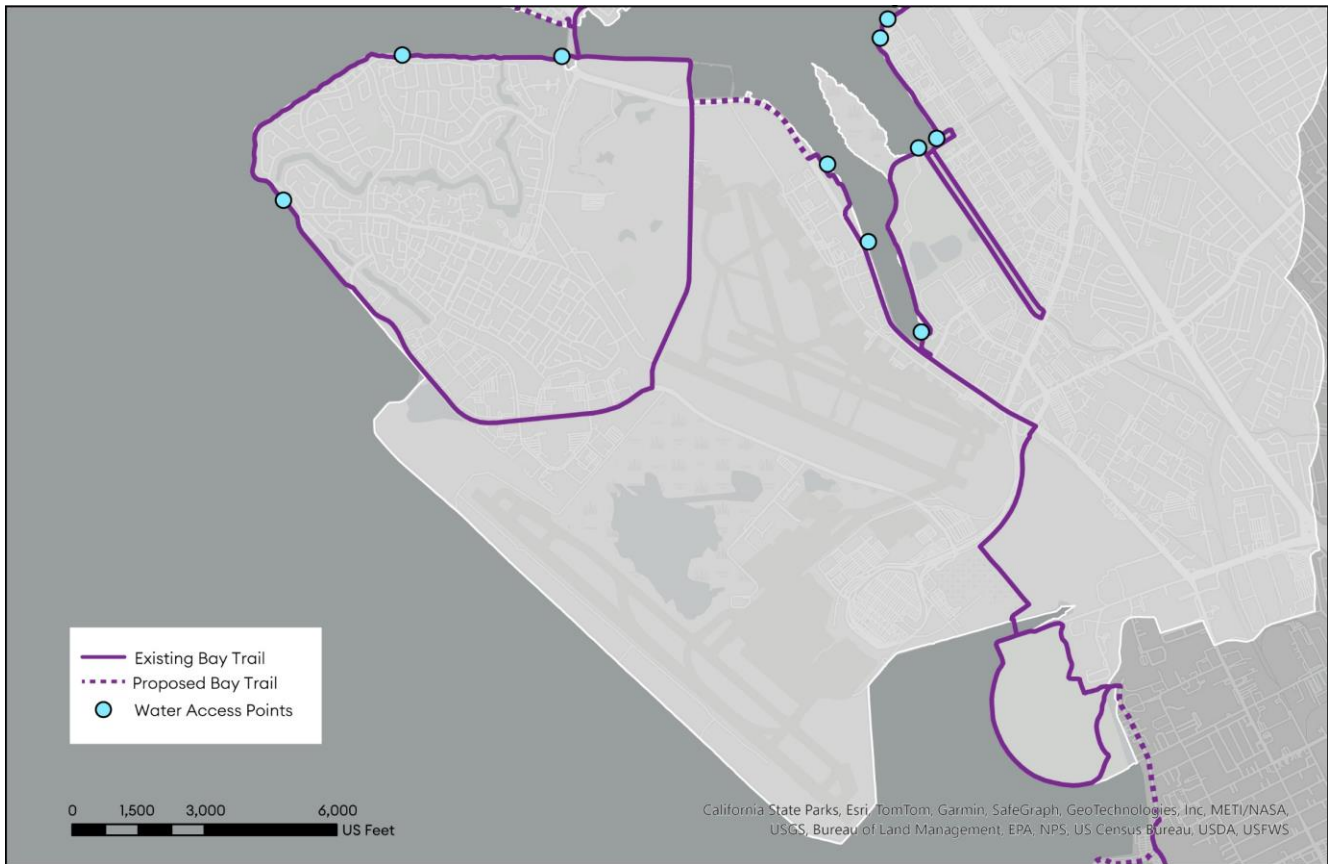 Existing Bay Trail
Proposed Bay Trail
Water Access Points
0 1,500 3,000 6,000
US Feet
California State Parks, Esri, TomTom, Garmin, SafeGraph, GeoTechnologies, Inc, METI/NASA,
USGS, Bureau of Land Management, EPA, NPS, US Census Bureau, USDA, USFWS